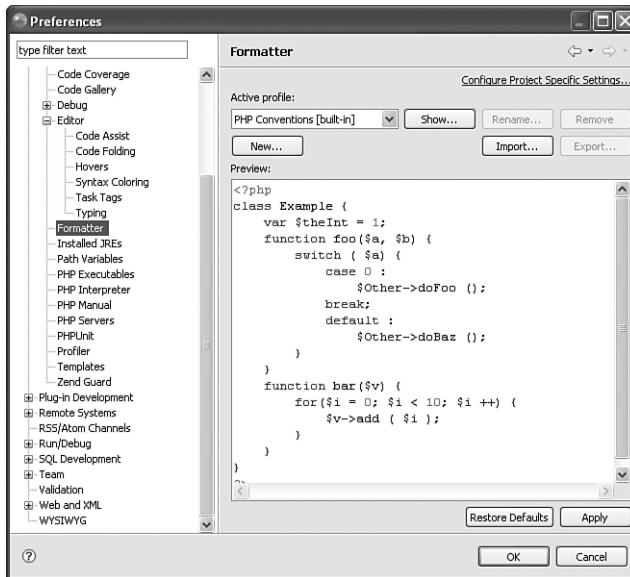 Preferences
type filter text
Code Coverage
Code Gallery
Debug
Editor
Code Assist
Code Folding
Hovers
Syntax Coloring
Task Tags
Typing
Formatter
Installed JREs
Path Variables
PHP Executables
PHP Interpreter
PHP Manual
PHP Servers
PHPUnit
Profiler
Templates
Zend Guard
Plug-in Development
Remote Systems
RSS/Atom Channels
Run/Debug
SQL Development
Team
Validation
Web and XML
WYSIWYG
Formatter
Configure Project Specific Settings...
Active profile:
PHP Conventions [built-in] Show... Rename... Remove
New... Import... Export...
Preview:
<?php
class Example {
    var $theInt = 1;
    function foo($a, $b) {
        switch ( $a) {
            case 0 :
                $Other->doFoo ();
            break;
            default :
                $Other->doBaz ();
        }
    }
    function bar($v) {
        for($i = 0; $i < 10; $i ++) {
            $v->add ( $i );
        }
    }
}
?>
Restore Defaults Apply
OK Cancel